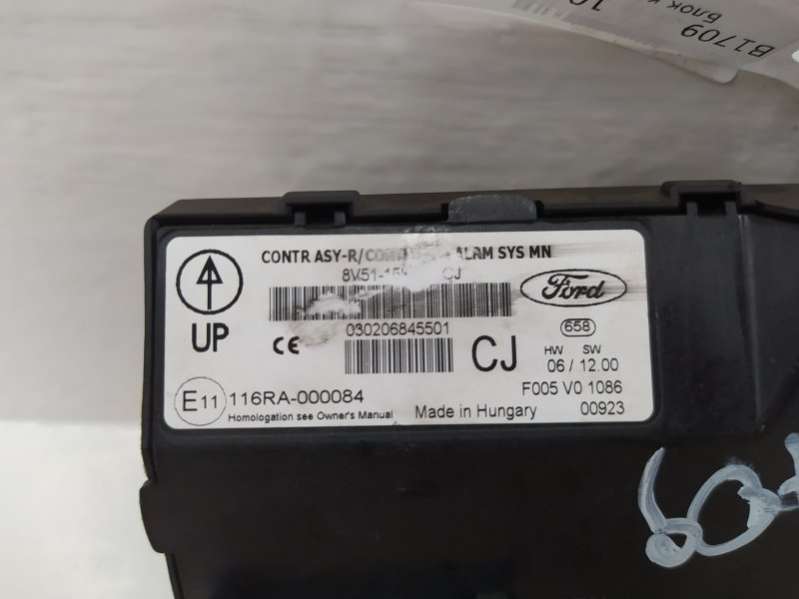 B1709
Блок
CONTR ASY-R/ ALRM SYS MN
8V51- CJ
Ford
UP
030206845501
658
CE
CJ
HW SW
06 / 12.00
E11 116RA-000084
F005 V0 1086
Homologation see Owner's Manual
Made in Hungary
00923